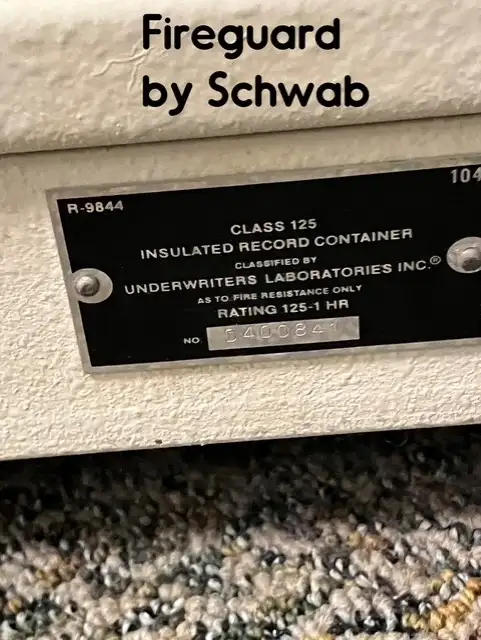 Fireguard
by Schwab
R-9844
104
CLASS 125
INSULATED RECORD CONTAINER
CLASSIFIED BY
UNDERWRITERS LABORATORIES INC.®
AS TO FIRE RESISTANCE ONLY
RATING 125-1 HR
NO.